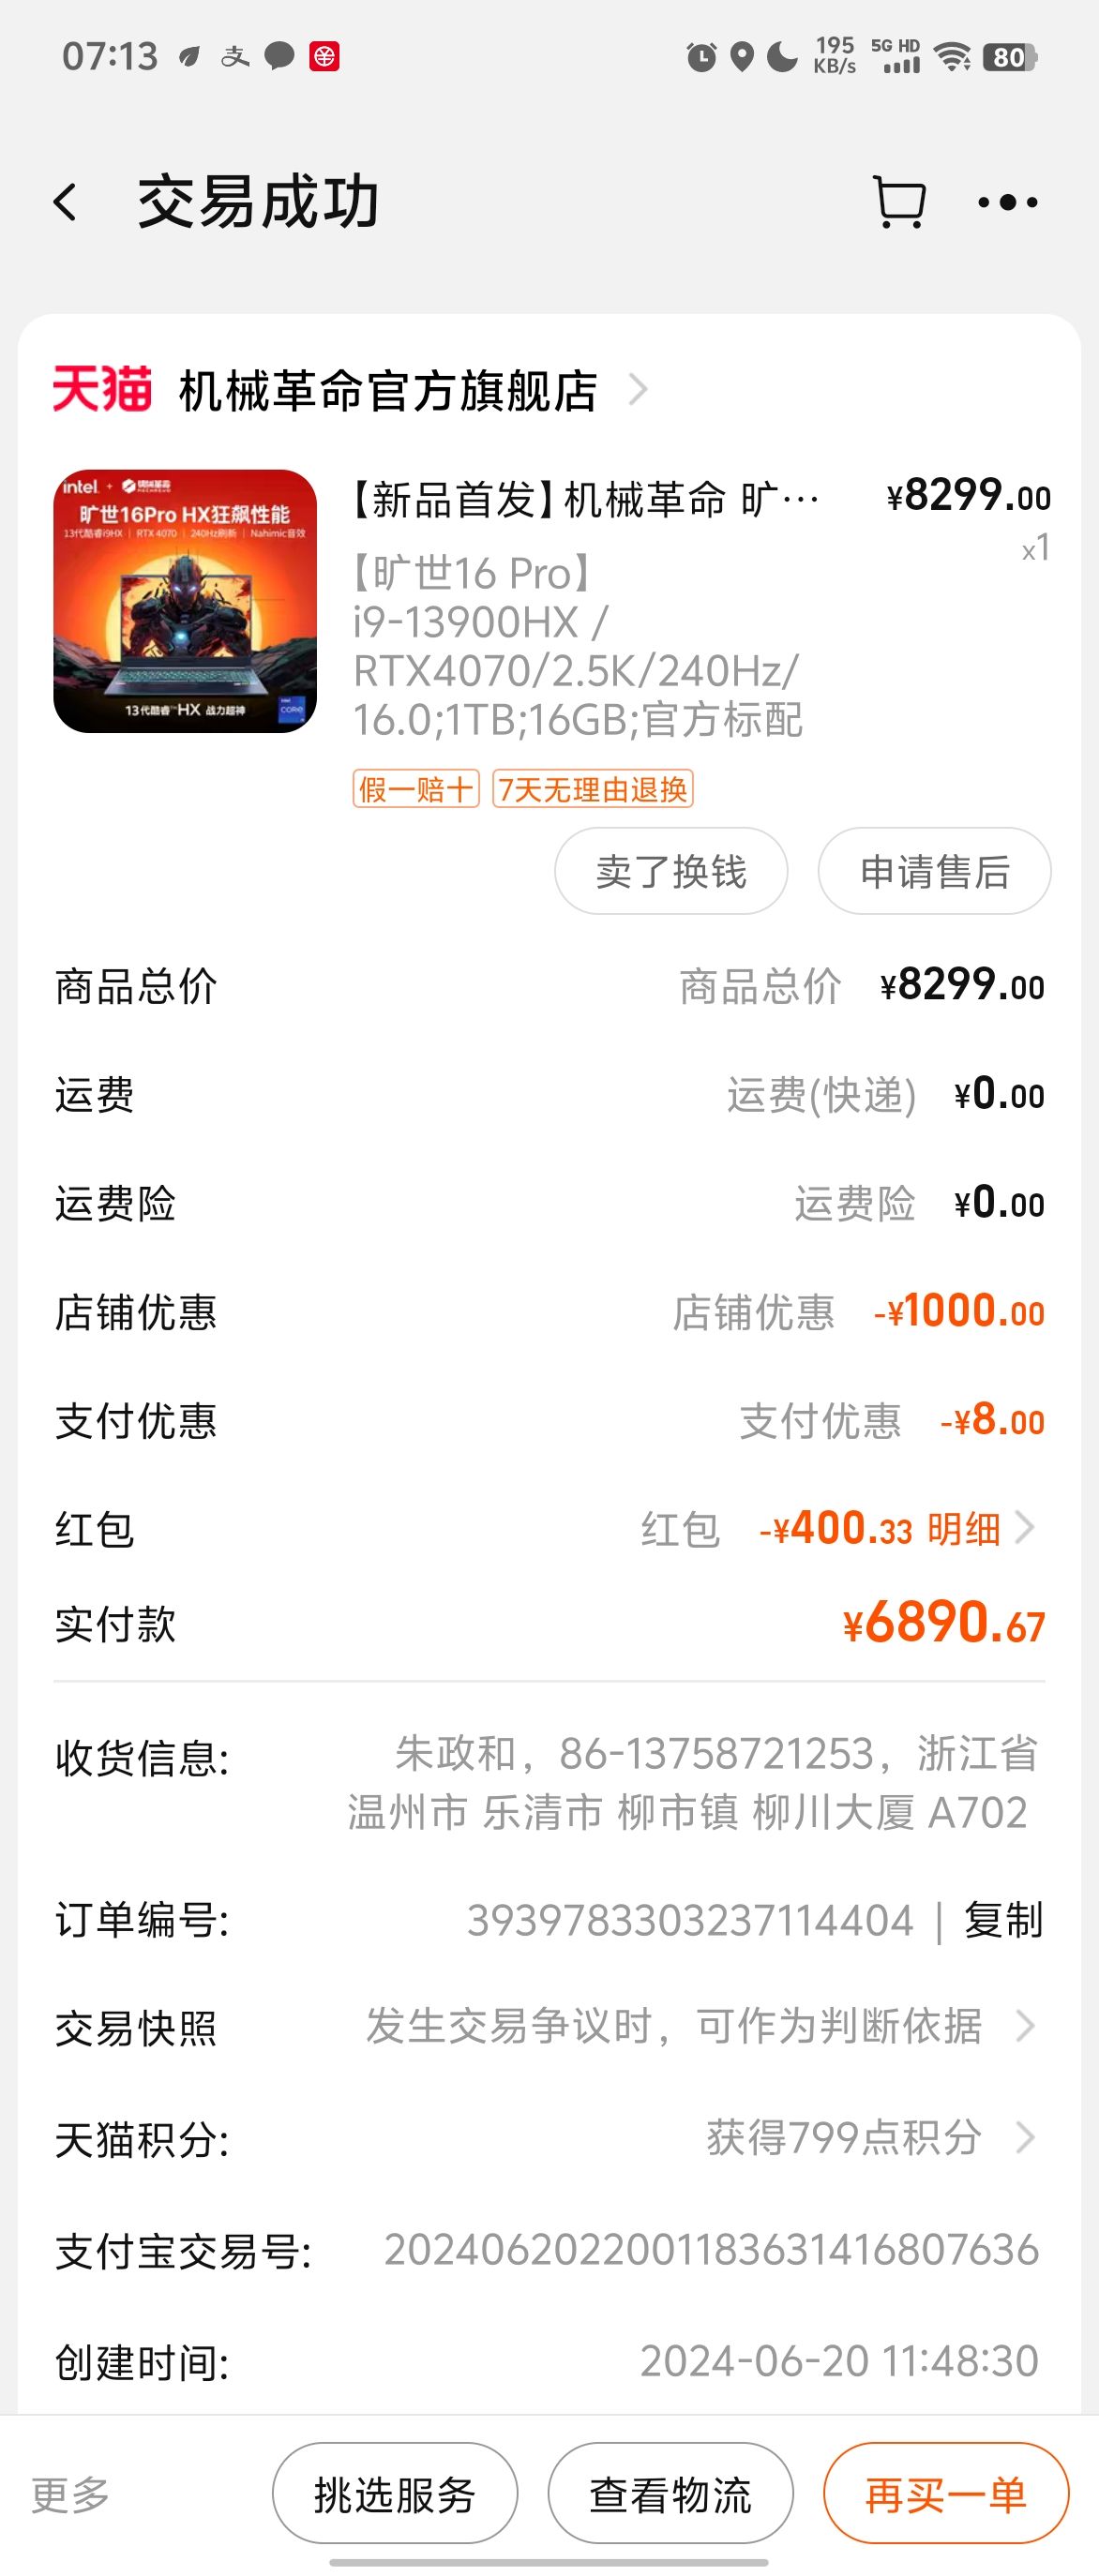 07:13
支
195 KB/s
5G HD
80
交易成功
天猫 机械革命官方旗舰店
intel + 机械革命
旷世16Pro HX狂飙性能
13代酷睿i9HX | RTX 4070 | 240Hz刷新 | Nahimic音效
13代酷睿™HX 战力超神
intel
CORE
【新品首发】机械革命 旷… ¥8299.00
x1
【旷世16 Pro】
i9-13900HX /
RTX4070/2.5K/240Hz/
16.0;1TB;16GB;官方标配
假一赔十 7天无理由退换
卖了换钱 申请售后
商品总价 商品总价 ¥8299.00
运费 运费(快递) ¥0.00
运费险 运费险 ¥0.00
店铺优惠 店铺优惠 -¥1000.00
支付优惠 支付优惠 -¥8.00
红包 红包 -¥400.33 明细
实付款 ¥6890.67
收货信息: 朱政和，86-13758721253，浙江省
温州市 乐清市 柳市镇 柳川大厦 A702
订单编号: 3939783303237114404 | 复制
交易快照 发生交易争议时，可作为判断依据
天猫积分: 获得799点积分
支付宝交易号: 2024062022001183631416807636
创建时间: 2024-06-20 11:48:30
更多 挑选服务 查看物流 再买一单